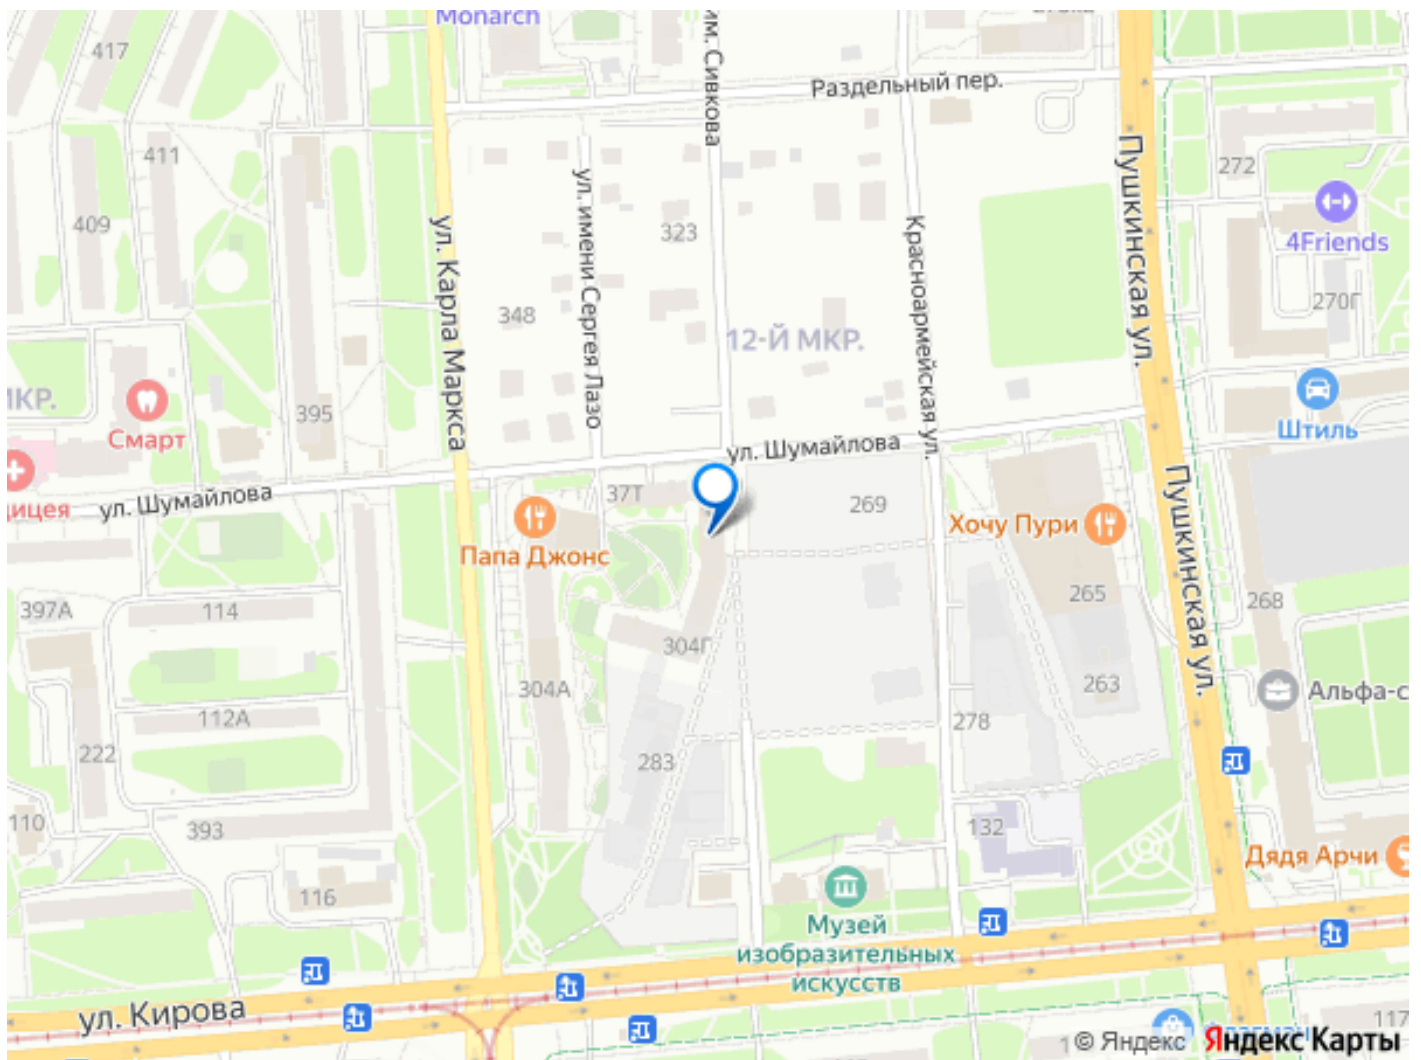 Monarch
417
им. Сивкова
Раздельный пер.
411
409
272
4Friends
270Г
Пушкинская ул.
ул. имени Сергея Лазо
323
Красноармейская ул.
ул. Карла Маркса
348
12-Й МКР.
МКР.
Смарт
395
Штиль
ул. Шумайлова
ул. Шумайлова
дицея
37Т
269
Папа Джонс
Хочу Пури
Пушкинская ул.
397А
114
265
268
304Г
304А
263
Альфа-с
112А
222
283
278
110
393
132
Дядя Арчи
116
Музей
изобразительных
искусств
ул. Кирова
117
© Яндекс Яндекс Карты